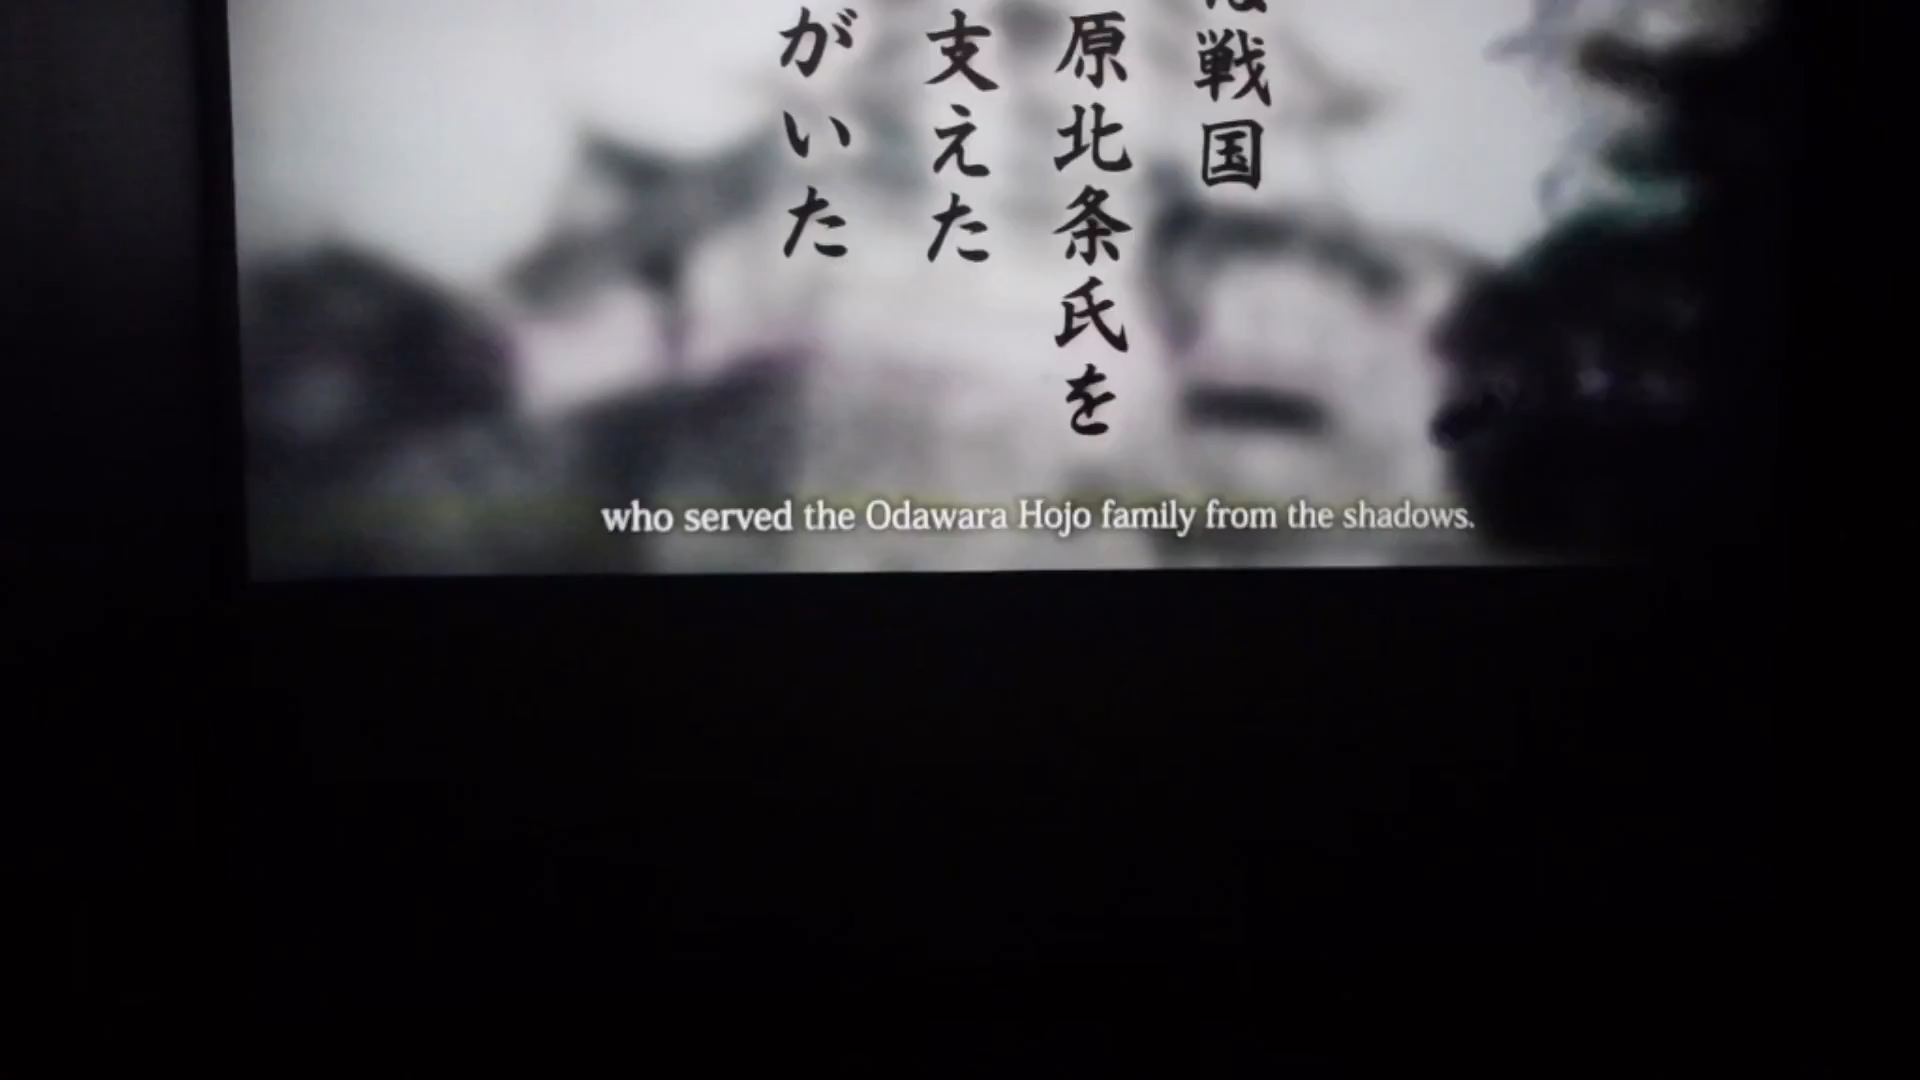 戦国
原北条氏を
支えた
がいた
who served the Odawara Hojo family from the shadows.